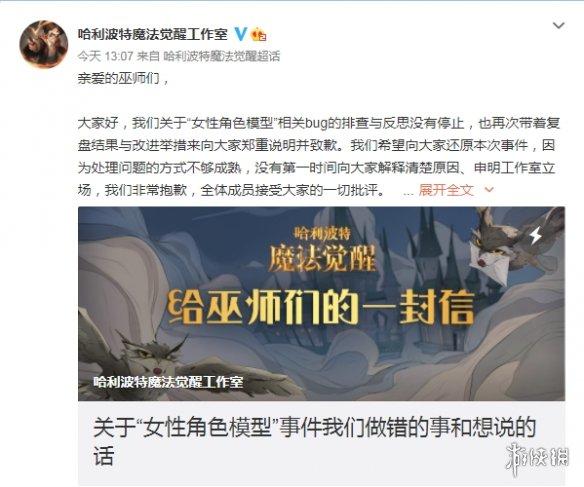 哈利波特魔法觉醒工作室
今天 13:07 来自 哈利波特魔法觉醒超话
亲爱的巫师们，
大家好，我们关于“女性角色模型”相关bug的排查与反思没有停止，也再次带着复
盘结果与改进举措来向大家郑重说明并致歉。我们希望向大家还原本次事件，因
为处理问题的方式不够成熟，没有第一时间向大家解释清楚原因、申明工作室立
场，我们非常抱歉，全体成员接受大家的一切批评。 ... 展开全文
哈利波特
魔法觉醒
给巫师们的一封信
哈利波特魔法觉醒工作室
关于“女性角色模型”事件我们做错的事和想说的
话
游侠网